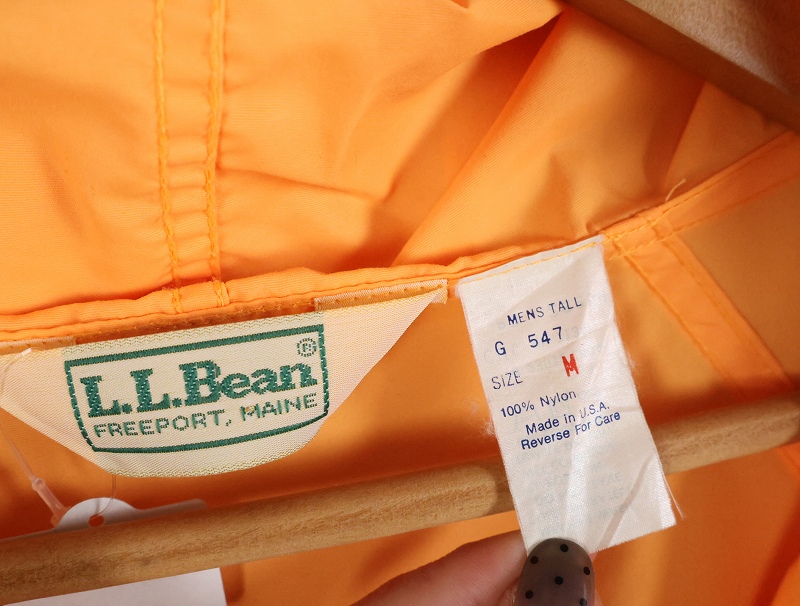 L.L.Bean®
FREEPORT, MAINE
MENS TALL
G 547
SIZE M
100% Nylon
Made in U.S.A.
Reverse For Care